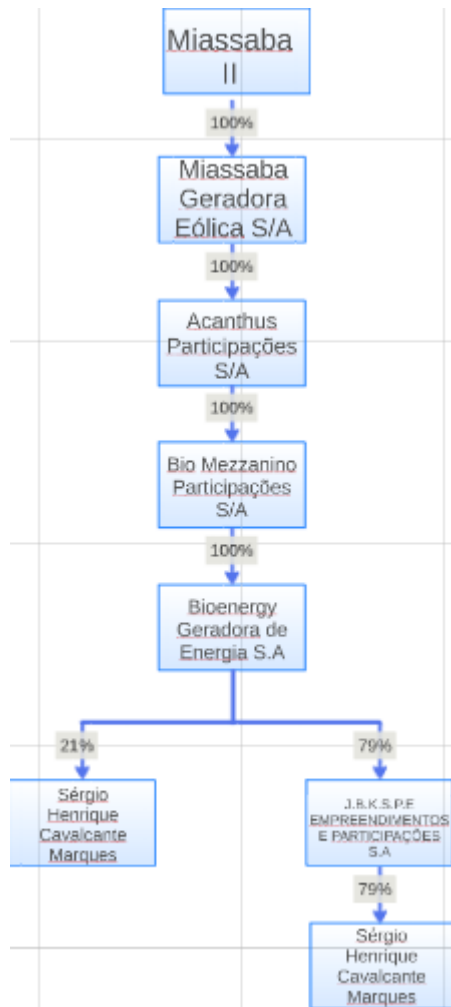 Miassaba
II
100%
Miassaba
Geradora
Eólica S/A
100%
Acanthus
Participações
S/A
100%
Bio Mezzanino
Participações
S/A
100%
Bioenergy
Geradora de
Energia S.A
21%
79%
Sérgio
Henrique
Cavalcante
Marques
J.B.K.S.P.E
EMPREENDIMENTOS
E PARTICIPAÇÕES
S.A
79%
Sérgio
Henrique
Cavalcante
Marques